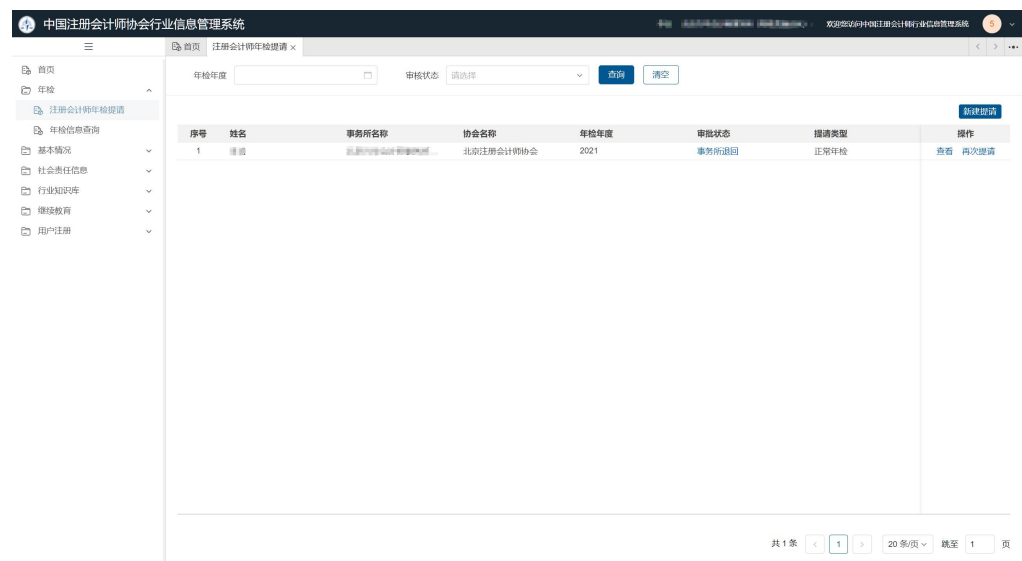 中国注册会计师协会行业信息管理系统
欢迎您访问中国注册会计师行业信息管理系统
5
首页
注册会计师年检提请 ×
首页
年检
注册会计师年检提请
年检信息查询
基本情况
社会责任信息
行业知识库
继续教育
用户注册
年检年度
审核状态 请选择
查询 清空
新建提请
序号 姓名 事务所名称 协会名称 年检年度 审批状态 提请类型 操作
1 北京注册会计师协会 2021 事务所退回 正常年检 查看 再次提请
共 1 条 < 1 > 20 条/页 跳至 1 页